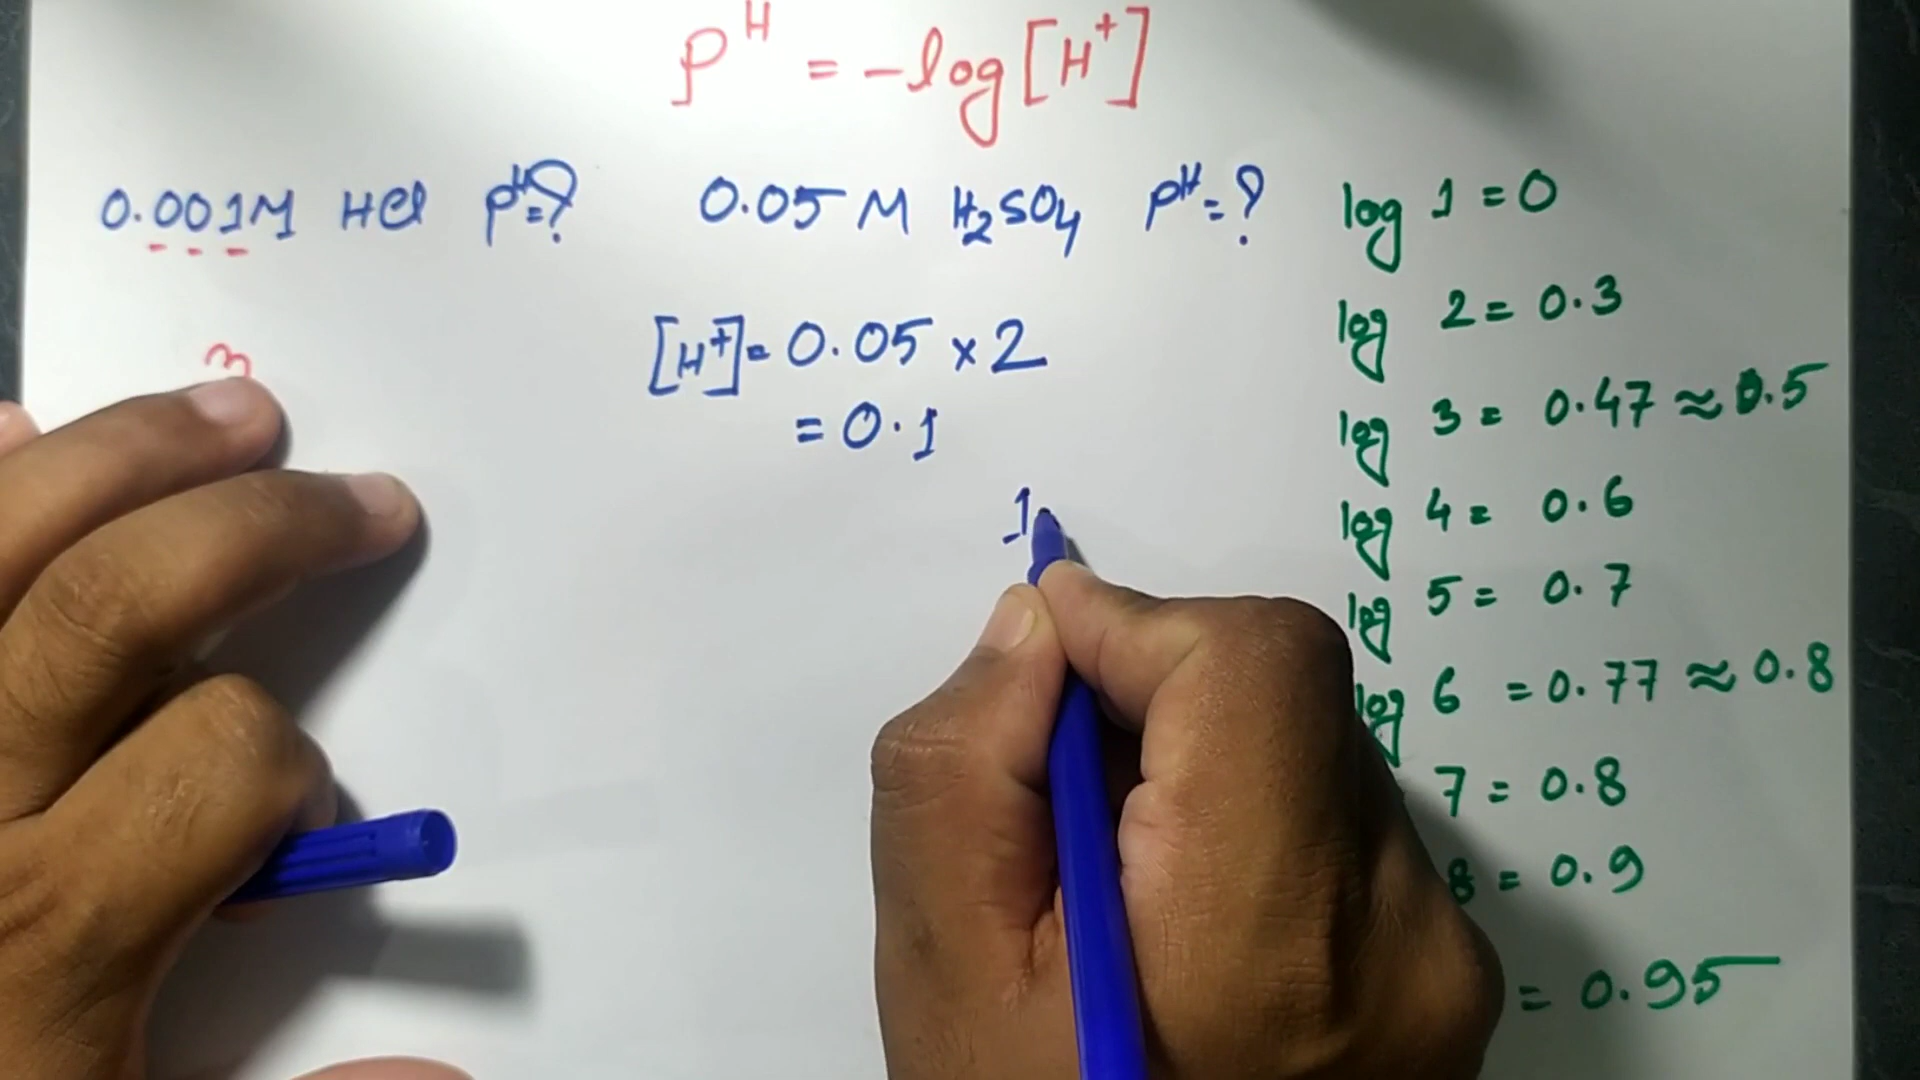 pH = -log[H+]
0.001M HCl pH=?
3
0.05 M H2SO4 pH=?
[H+]= 0.05 × 2
= 0.1
1
log 1 = 0
log 2 = 0.3
log 3 = 0.47 ≈ 0.5
log 4 = 0.6
log 5 = 0.7
log 6 = 0.77 ≈ 0.8
7 = 0.8
8 = 0.9
= 0.95